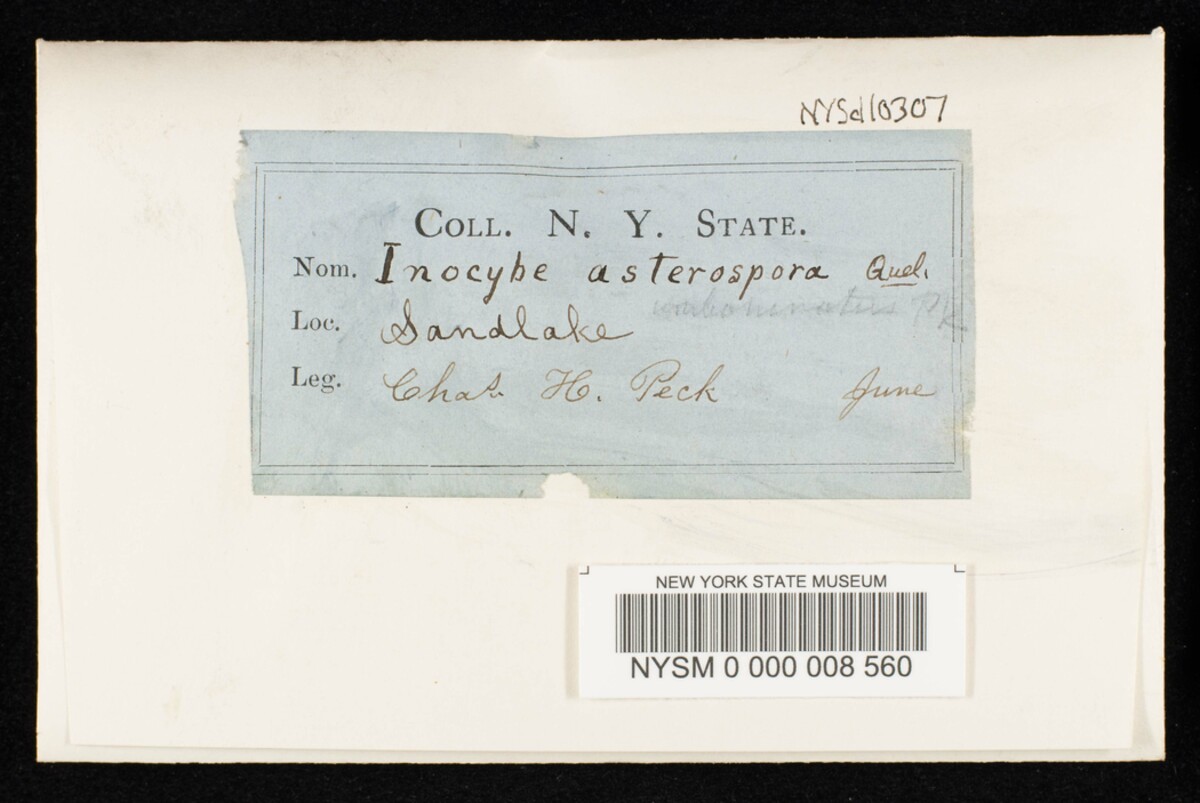 NYSd10307
COLL. N. Y. STATE.
Nom. Inocybe asterospora Quel.
Pk
Loc. Sandlake
Leg. Chas. H. Peck June
NEW YORK STATE MUSEUM
NYSM 0 000 008 560